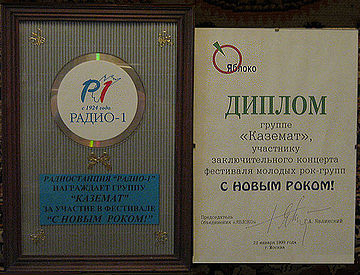 Р1
с 1924 года
РАДИО-1
РАДИОСТАНЦИЯ "РАДИО-1"
НАГРАЖДАЕТ ГРУППУ
"КАЗЕМАТ"
ЗА УЧАСТИЕ В ФЕСТИВАЛЕ
"С НОВЫМ РОКОМ!"
Яблоко
ДИПЛОМ
группе
«Каземат»,
участнику
заключительного концерта
фестиваля молодых рок-групп
С НОВЫМ РОКОМ!
Председатель
Объединения «ЯБЛОКО»
Г.А. Явлинский
22 января 1999 года
г. Москва